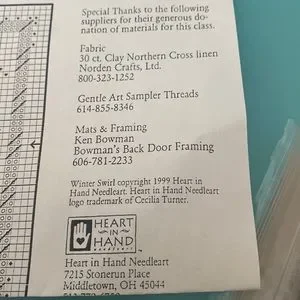 Special Thanks to the following
suppliers for their generous do-
nation of materials for this class.
Fabric
30 ct. Clay Northern Cross linen
Norden Crafts, Ltd.
800-323-1252
Gentle Art Sampler Threads
614-855-8346
Mats & Framing
Ken Bowman
Bowman's Back Door Framing
606-781-2233
Winter Swirl copyright 1999 Heart in
Hand Needleart. Heart in Hand Needleart
logo trademark of Cecilia Turner.
HEART
IN
HAND
needleart
Heart in Hand Needleart
7215 Stonerun Place
Middletown, OH 45044